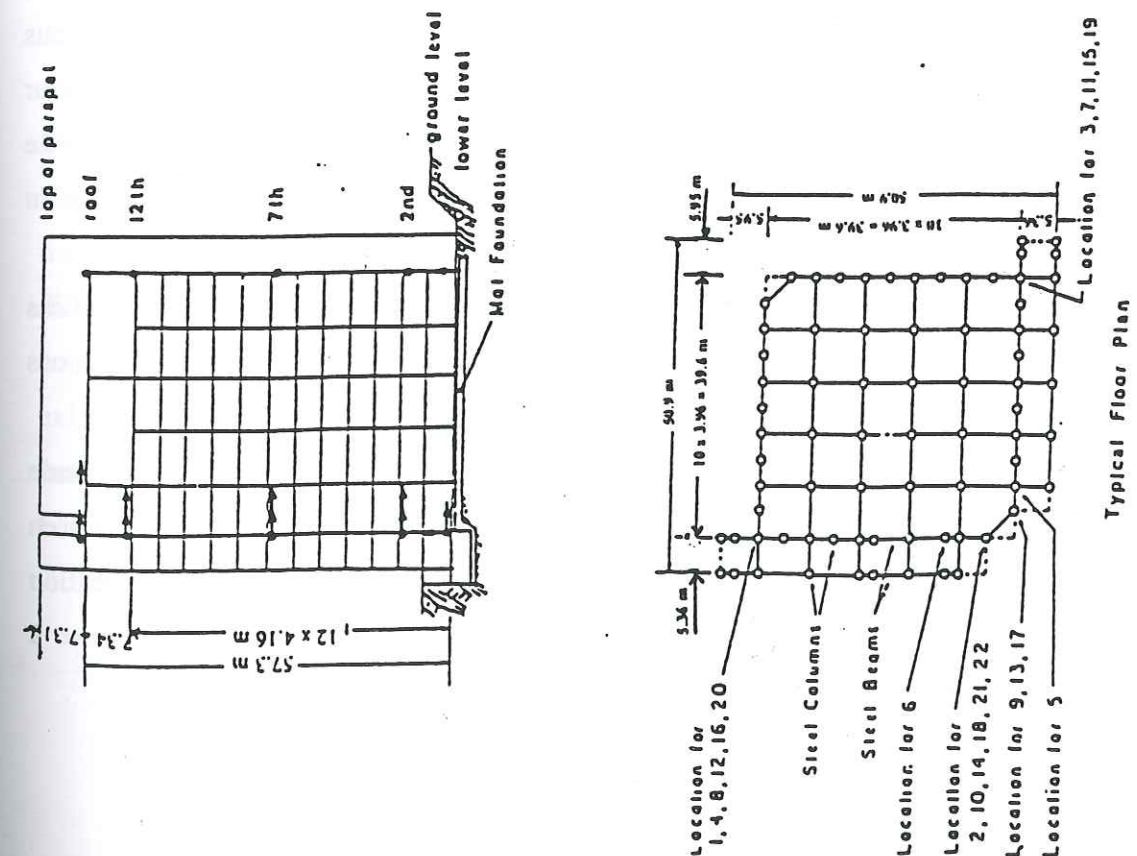 top of parapet
roof
12th
7th
2nd
ground level
lower level
Mat Foundation
7.31
7.34
12 x 4.16 m
57.3 m
50.9 m
5.95 m
10 x 3.96 = 39.6 m
5.36 m
5.95
10 x 3.96 = 39.6 m
50.9 m
Location for
1, 4, 8, 12, 16, 20
Steel Columns
Steel Beams
Location for 6
Location for
2, 10, 14, 18, 21, 22
Location for 9, 13, 17
Location for 5
Location for 3, 7, 11, 15, 19
Typical Floor Plan